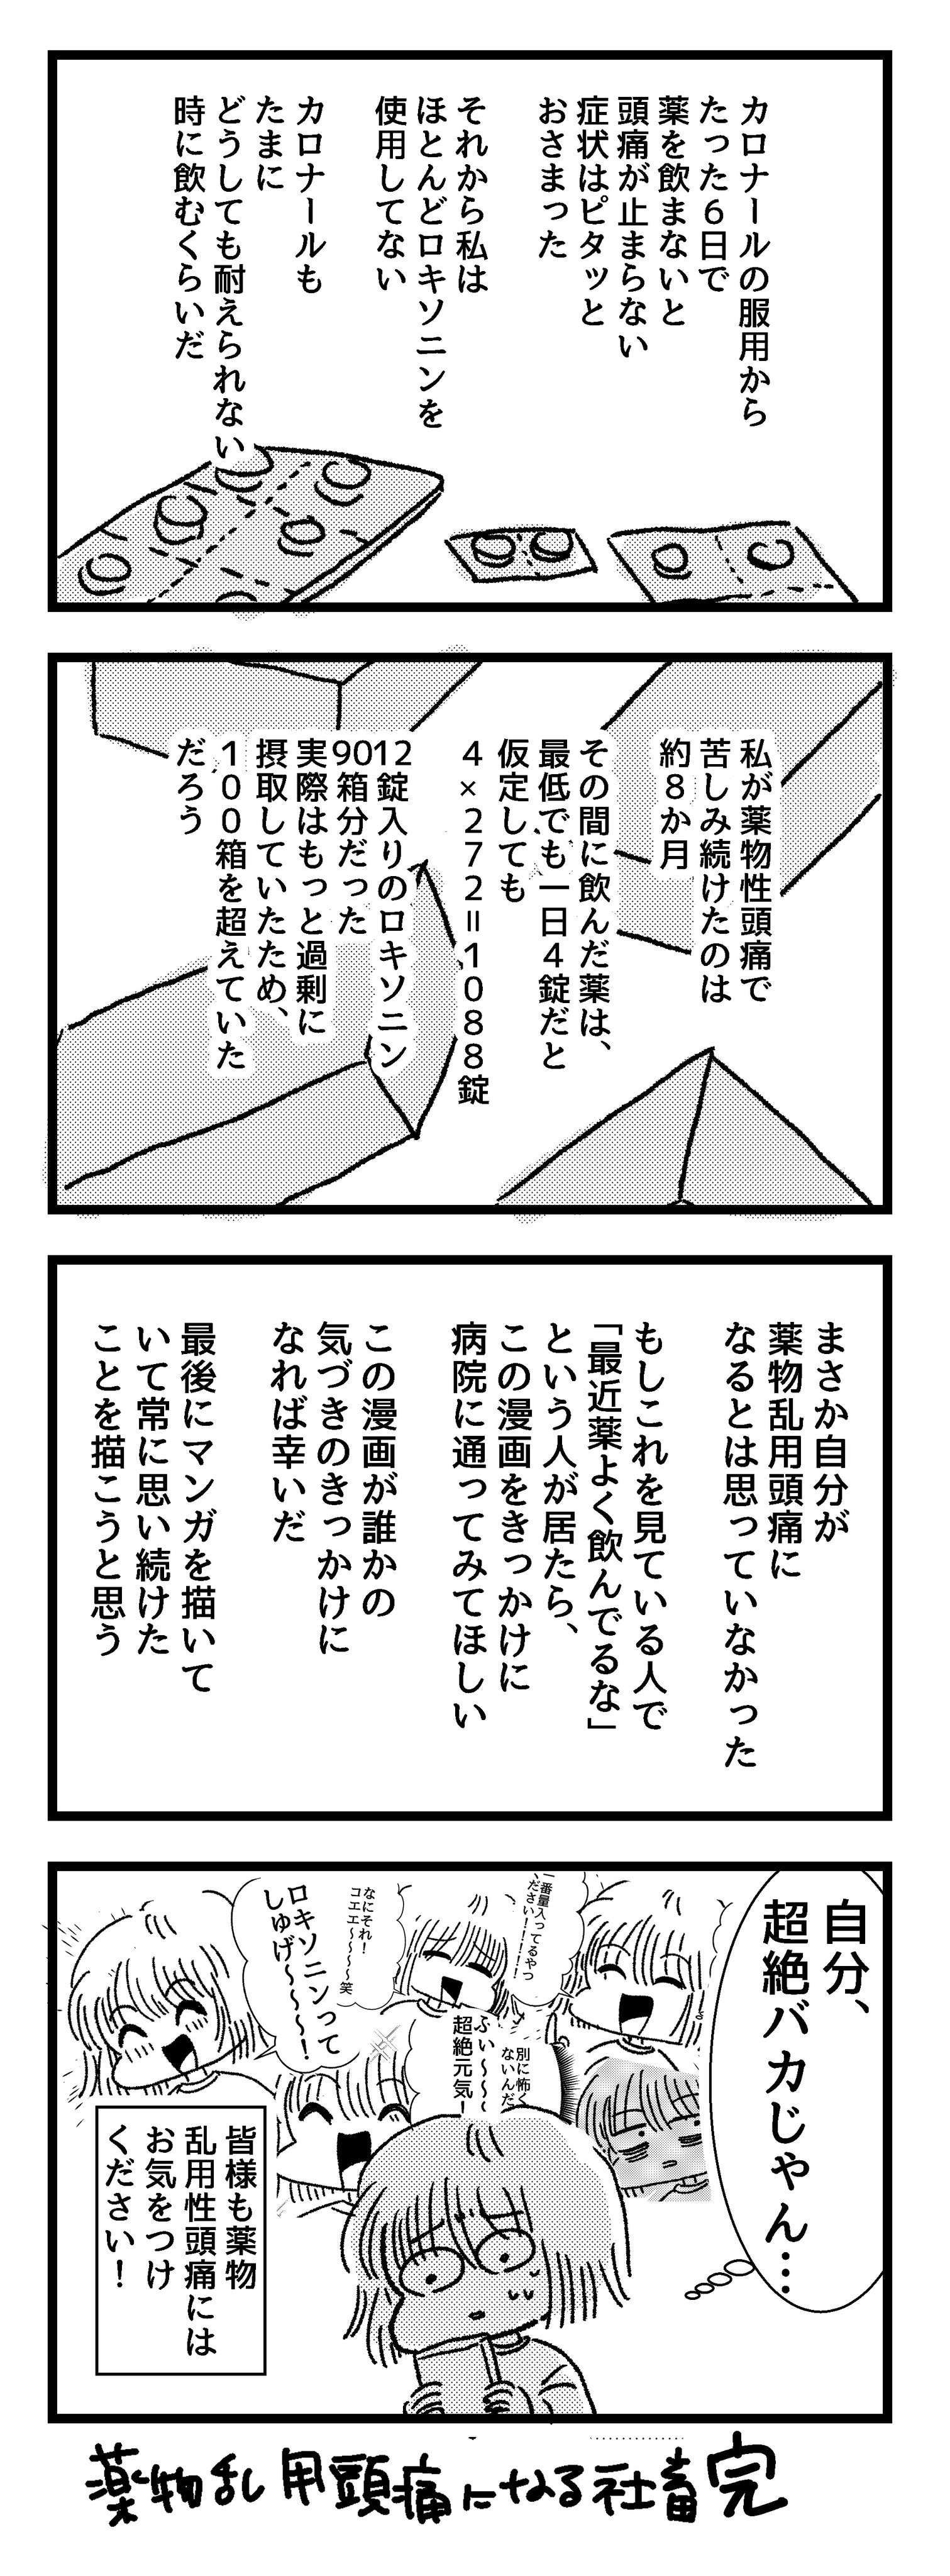 カロナールの服用から
たった６日で
薬を飲まないと
頭痛が止まらない
症状はピタッと
おさまった
それから私は
ほとんどロキソニンを
使用してない
カロナールも
たまに
どうしても耐えられない
時に飲むくらいだ
私が薬物性頭痛で
苦しみ続けたのは
約８か月
その間に飲んだ薬は、
最低でも一日４錠だと
仮定しても
４×２７２＝１０８８錠
12錠入りのロキソニン
90箱分だった
実際はもっと過剰に
摂取していたため、
１００箱を超えていた
だろう
まさか自分が
薬物乱用頭痛に
なるとは思っていなかった
もしこれを見ている人で
「最近薬よく飲んでるな」
という人が居たら、
この漫画をきっかけに
病院に通ってみてほしい
この漫画が誰かの
気づきのきっかけに
なれば幸いだ
最後にマンガを描いて
いて常に思い続けた
ことを描こうと思う
自分、
超絶バカじゃん…
一番量入ってるやつ
ください！！！！
別に怖く
ないんだ
ふぃ～～～
超絶元気！
なにそれ！
コエエ～～～～笑
ロキソニンって
しゅげ～～～！
皆様も薬物
乱用性頭痛には
お気をつけ
ください！
薬物乱用頭痛になる社畜 完